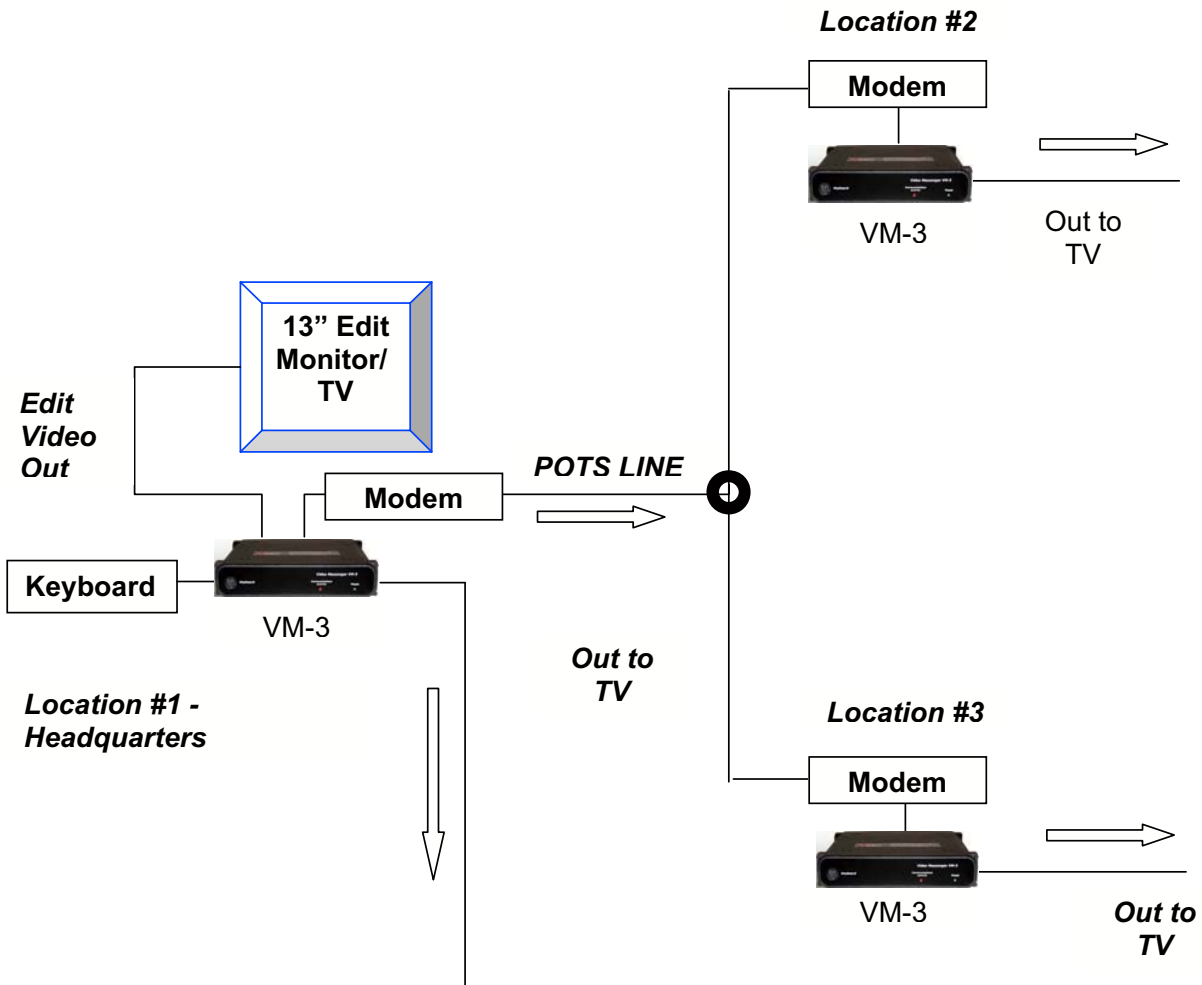 Location #2
Modem
VM-3
Out to
TV
13” Edit
Monitor/
TV
Edit
Video
Out
POTS LINE
Modem
Keyboard
VM-3
Out to
TV
Location #1 -
Headquarters
Location #3
Modem
VM-3
Out to
TV